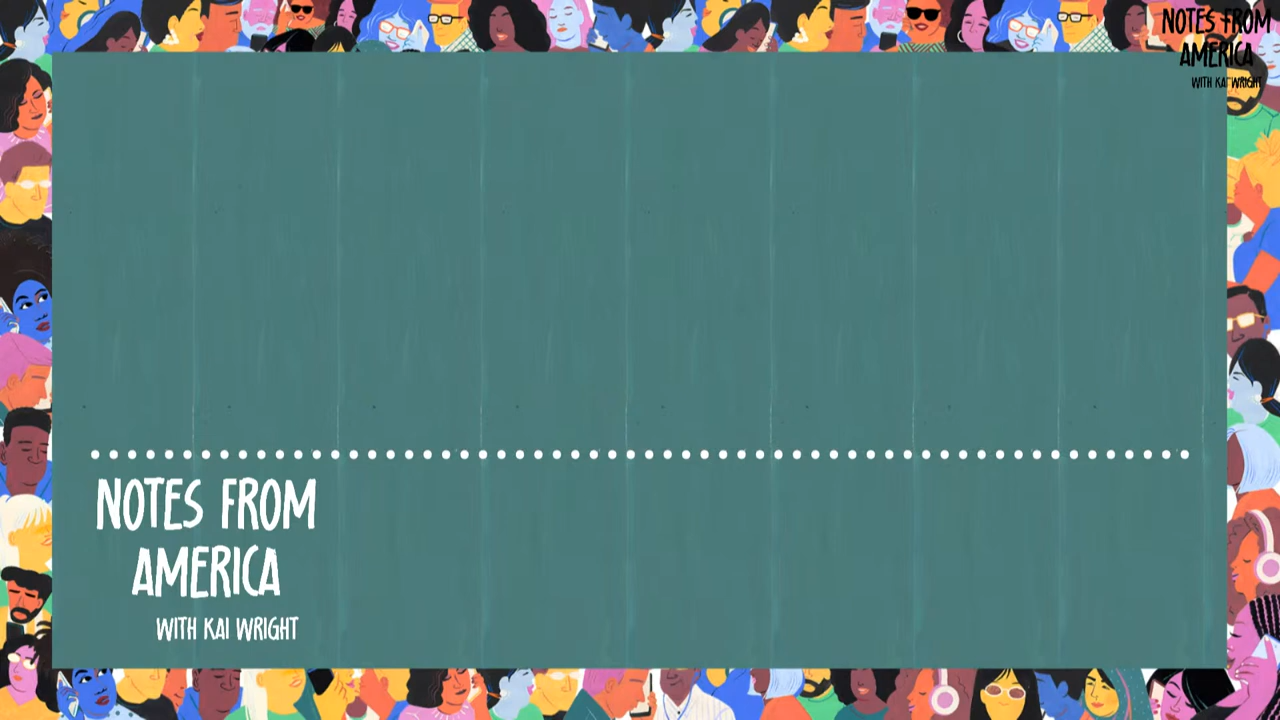 NOTES FROM
AMERICA
WITH KAI WRIGHT
NOTES FROM
AMERICA
WITH KAI WRIGHT